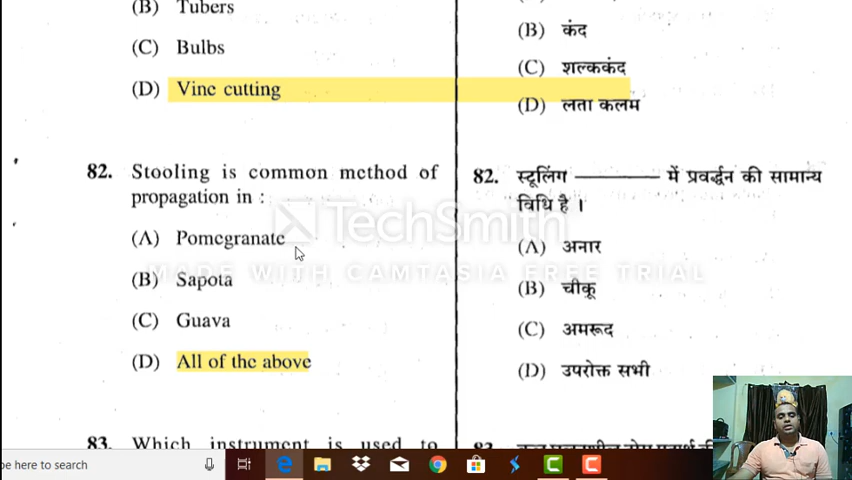 (B) Tubers
(C) Bulbs
(D) Vine cutting
82. Stooling is common method of
propagation in :
(A) Pomegranate
(B) Sapota
(C) Guava
(D) All of the above
83. Which instrument is used to
(B) कंद
(C) शल्ककंद
(D) लता कलम
82. स्टूलिंग ———— में प्रवर्द्धन की सामान्य
विधि है ।
(A) अनार
(B) चीकू
(C) अमरूद
(D) उपरोक्त सभी
83.
TechSmith
MADE WITH CAMTASIA FREE TRIAL
pe here to search